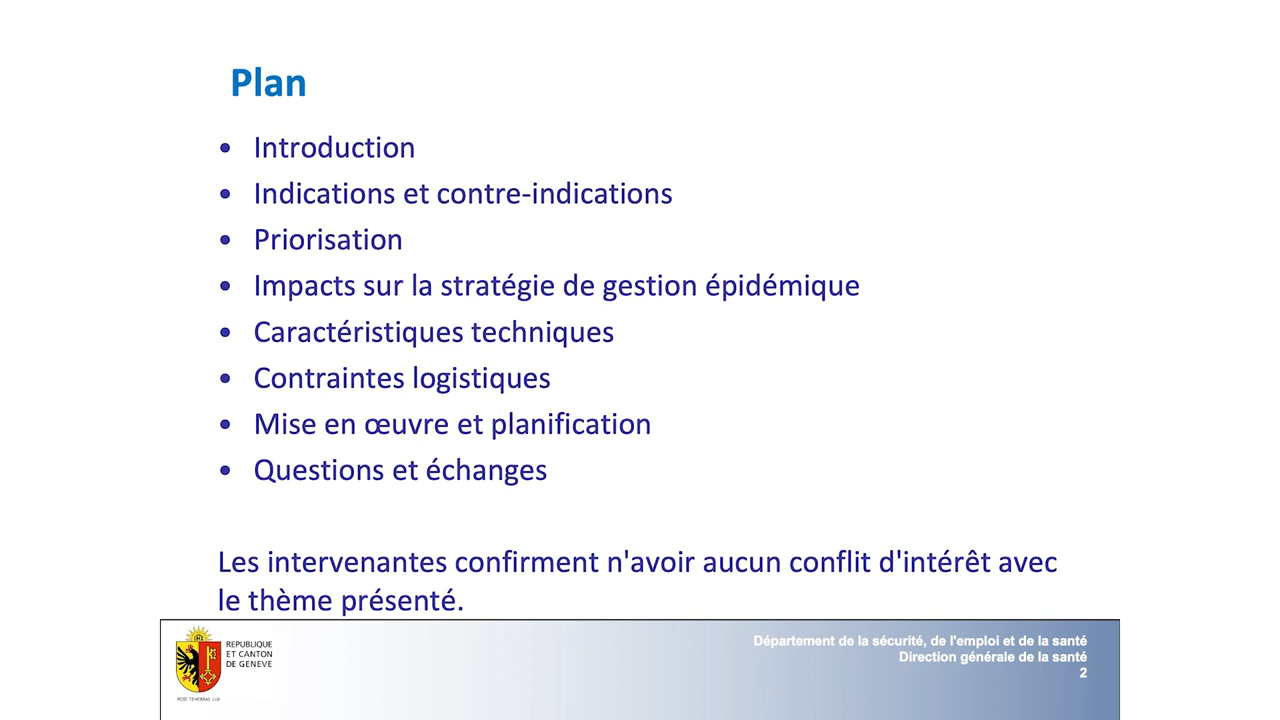 Plan
• Introduction
• Indications et contre-indications
• Priorisation
• Impacts sur la stratégie de gestion épidémique
• Caractéristiques techniques
• Contraintes logistiques
• Mise en œuvre et planification
• Questions et échanges
Les intervenantes confirment n'avoir aucun conflit d'intérêt avec
le thème présenté.
REPUBLIQUE
ET CANTON
DE GENEVE
POST TENEBRAS LUX
Département de la sécurité, de l'emploi et de la santé
Direction générale de la santé
2